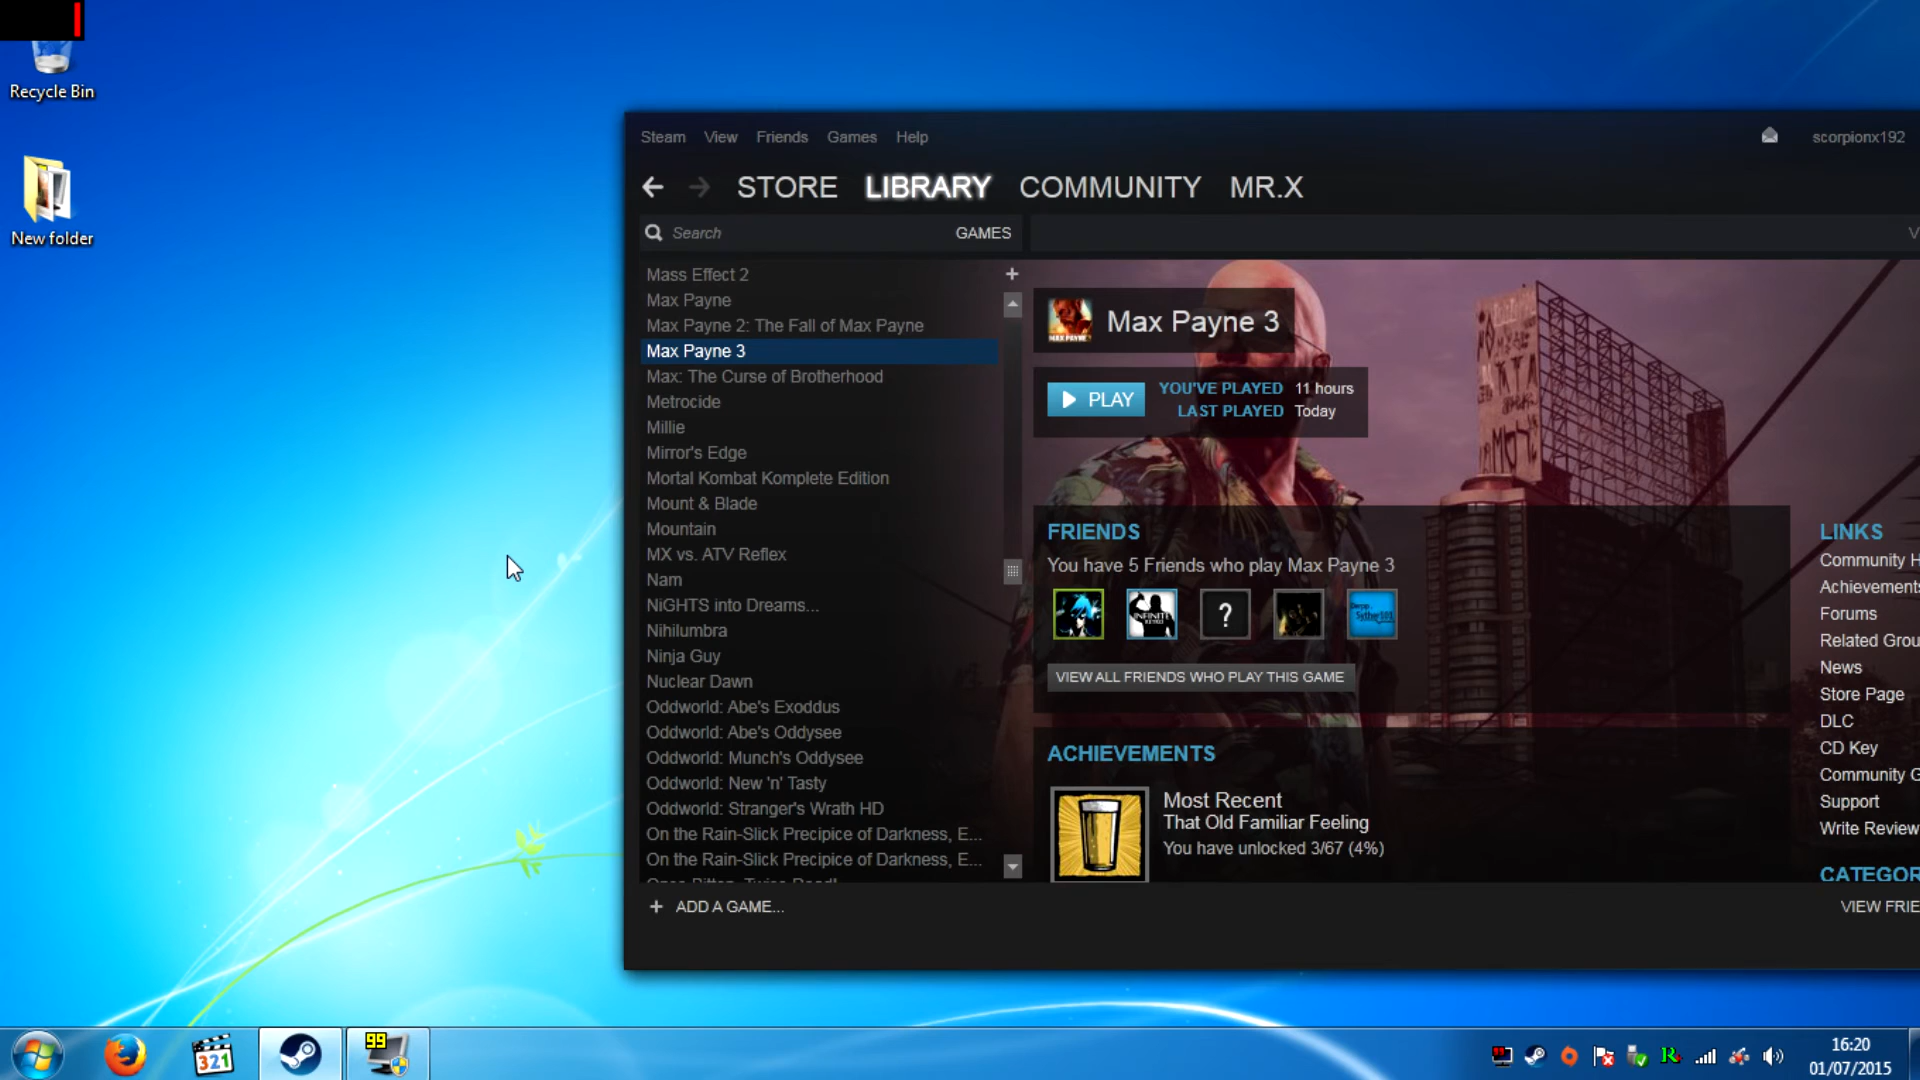 Recycle Bin
New folder
Steam View Friends Games Help
scorpionx192
STORE LIBRARY COMMUNITY MR.X
Search
GAMES
V
Mass Effect 2
Max Payne
Max Payne 2: The Fall of Max Payne
Max Payne 3
Max: The Curse of Brotherhood
Metrocide
Millie
Mirror's Edge
Mortal Kombat Komplete Edition
Mount & Blade
Mountain
MX vs. ATV Reflex
Nam
NiGHTS into Dreams...
Nihilumbra
Ninja Guy
Nuclear Dawn
Oddworld: Abe's Exoddus
Oddworld: Abe's Oddysee
Oddworld: Munch's Oddysee
Oddworld: New 'n' Tasty
Oddworld: Stranger's Wrath HD
On the Rain-Slick Precipice of Darkness, E...
On the Rain-Slick Precipice of Darkness, E...
+ ADD A GAME...
MAX PAYNE
Max Payne 3
PLAY
YOU'VE PLAYED 11 hours
LAST PLAYED Today
FRIENDS
You have 5 Friends who play Max Payne 3
INFINITE
?
VIEW ALL FRIENDS WHO PLAY THIS GAME
ACHIEVEMENTS
Most Recent
That Old Familiar Feeling
You have unlocked 3/67 (4%)
LINKS
Community H
Achievements
Forums
Related Grou
News
Store Page
DLC
CD Key
Community G
Support
Write Review
CATEGOR
VIEW FRIE
321
99
R
16:20
01/07/2015